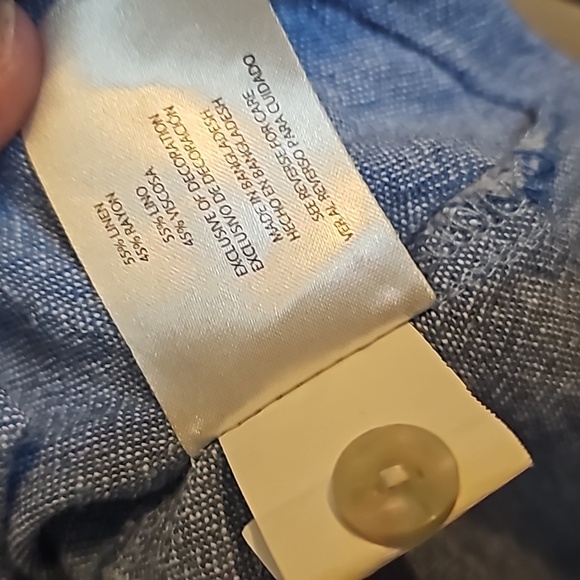 55% LINEN
45% RAYON
55% LINO
45% VISCOSA
EXCLUSIVE OF DECORATION
EXCLUSIVO DE DECORACIÓN
MADE IN BANGLADESH
HECHO EN BANGLADESH
SEE REVERSE FOR CARE
VER AL REVERSO PARA CUIDADO